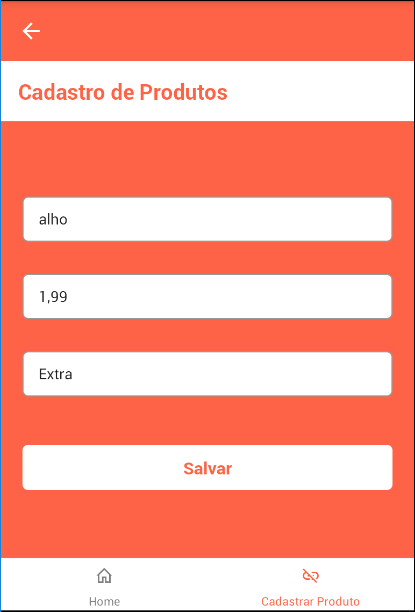 Cadastro de Produtos
alho
1,99
Extra
Salvar
Home
Cadastrar Produto